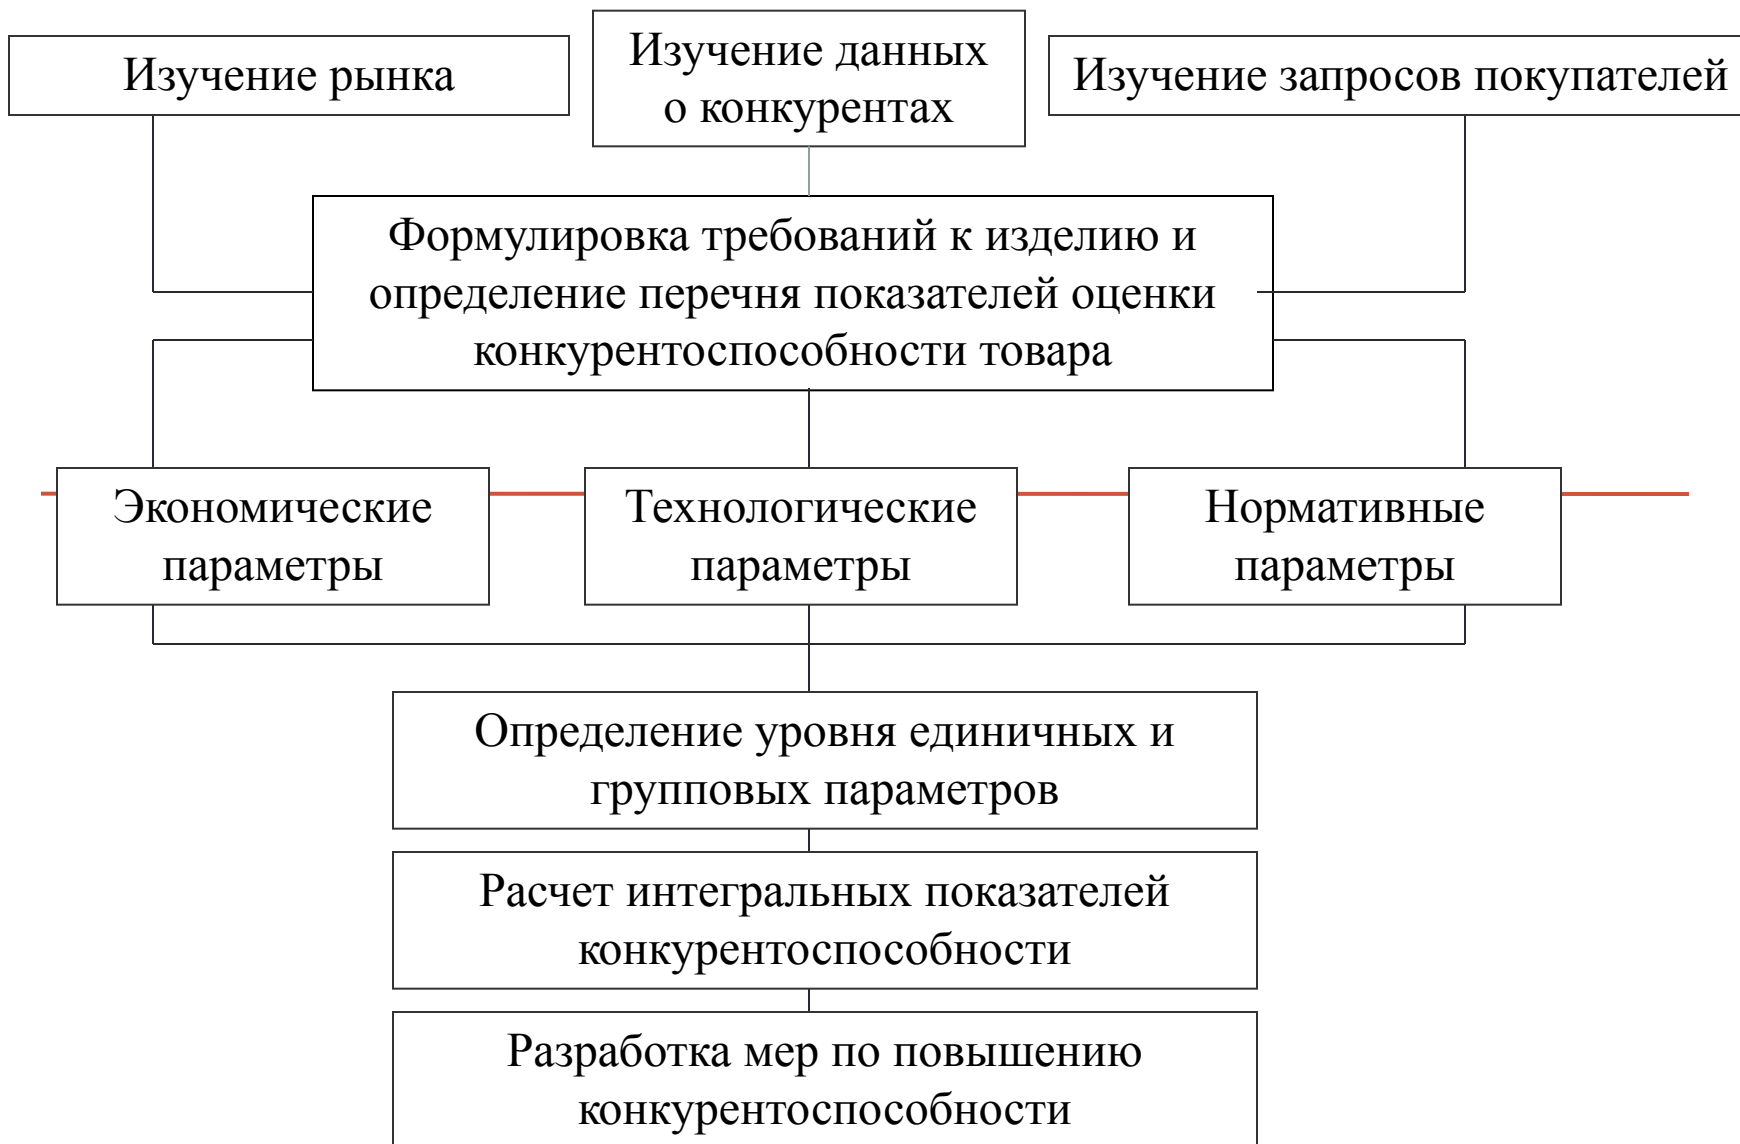 Изучение рынка
Изучение данных
о конкурентах
Изучение запросов покупателей
Формулировка требований к изделию и
определение перечня показателей оценки
конкурентоспособности товара
Экономические
параметры
Технологические
параметры
Нормативные
параметры
Определение уровня единичных и
групповых параметров
Расчет интегральных показателей
конкурентоспособности
Разработка мер по повышению
конкурентоспособности